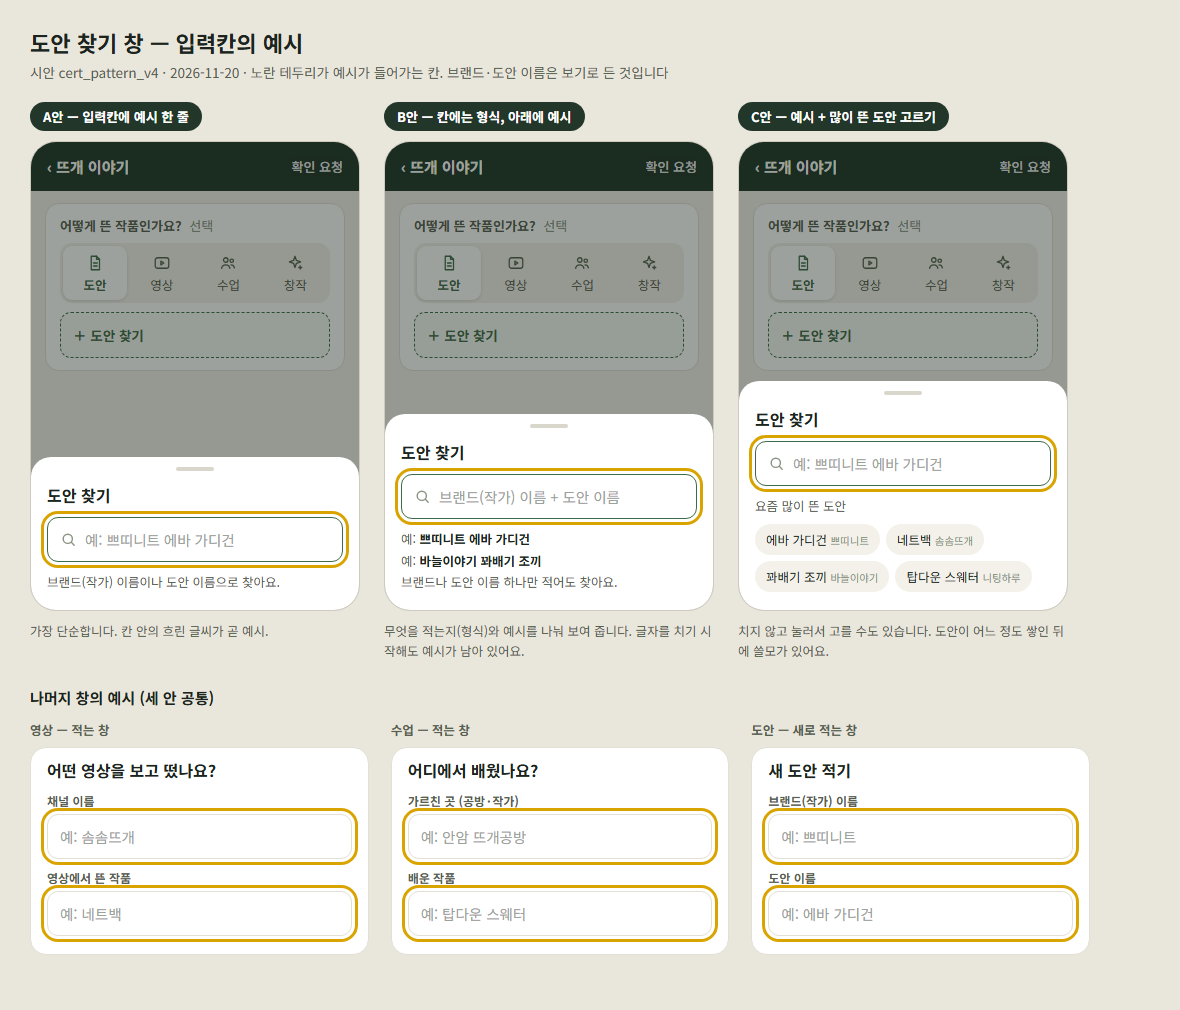 도안 찾기 창 — 입력칸의 예시
시안 cert_pattern_v4 · 2026-11-20 · 노란 테두리가 예시가 들어가는 칸. 브랜드·도안 이름은 보기로 든 것입니다
A안 — 입력칸에 예시 한 줄
‹ 뜨개 이야기
확인 요청
어떻게 뜬 작품인가요? 선택
도안
영상
수업
창작
+ 도안 찾기
도안 찾기
예: 쁘띠니트 에바 가디건
브랜드(작가) 이름이나 도안 이름으로 찾아요.
가장 단순합니다. 칸 안의 흐린 글씨가 곧 예시.
B안 — 칸에는 형식, 아래에 예시
‹ 뜨개 이야기
확인 요청
어떻게 뜬 작품인가요? 선택
도안
영상
수업
창작
+ 도안 찾기
도안 찾기
브랜드(작가) 이름 + 도안 이름
예: 쁘띠니트 에바 가디건
예: 바늘이야기 꽈배기 조끼
브랜드나 도안 이름 하나만 적어도 찾아요.
무엇을 적는지(형식)와 예시를 나눠 보여 줍니다. 글자를 치기 시
작해도 예시가 남아 있어요.
C안 — 예시 + 많이 뜬 도안 고르기
‹ 뜨개 이야기
확인 요청
어떻게 뜬 작품인가요? 선택
도안
영상
수업
창작
+ 도안 찾기
도안 찾기
예: 쁘띠니트 에바 가디건
요즘 많이 뜬 도안
에바 가디건 쁘띠니트
네트백 솜솜뜨개
꽈배기 조끼 바늘이야기
탑다운 스웨터 니팅하루
치지 않고 눌러서 고를 수도 있습니다. 도안이 어느 정도 쌓인 뒤
에 쓸모가 있어요.
나머지 창의 예시 (세 안 공통)
영상 — 적는 창
어떤 영상을 보고 떴나요?
채널 이름
예: 솜솜뜨개
영상에서 뜬 작품
예: 네트백
수업 — 적는 창
어디에서 배웠나요?
가르친 곳 (공방·작가)
예: 안암 뜨개공방
배운 작품
예: 탑다운 스웨터
도안 — 새로 적는 창
새 도안 적기
브랜드(작가) 이름
예: 쁘띠니트
도안 이름
예: 에바 가디건